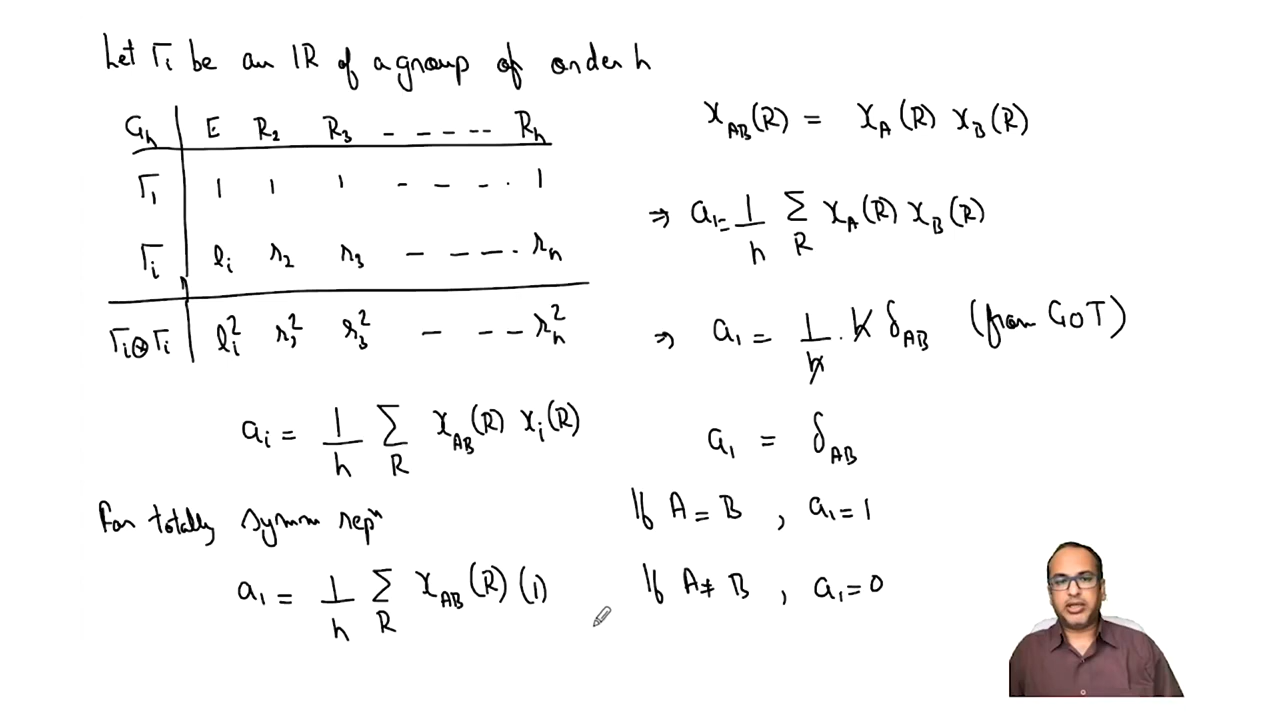 Let Γi be an IR of a group of order h
Gh | E R2 R3 - - - - - - Rh
Γ1 | 1 1 1 - - - - . 1
Γi | li r2 r3 - - - - - . rh
Γi⊗Γi | li² r2² r3² - - - rh²
ai = 1/h ΣR χAB(R) χi(R)
For totally symm repⁿ
a1 = 1/h ΣR χAB(R) (1)
χAB(R) = χA(R) χB(R)
⇒ a1 = 1/h ΣR χA(R) χB(R)
⇒ a1 = 1/h · h δAB (from GOT)
a1 = δAB
If A = B , a1 = 1
If A ≠ B , a1 = 0